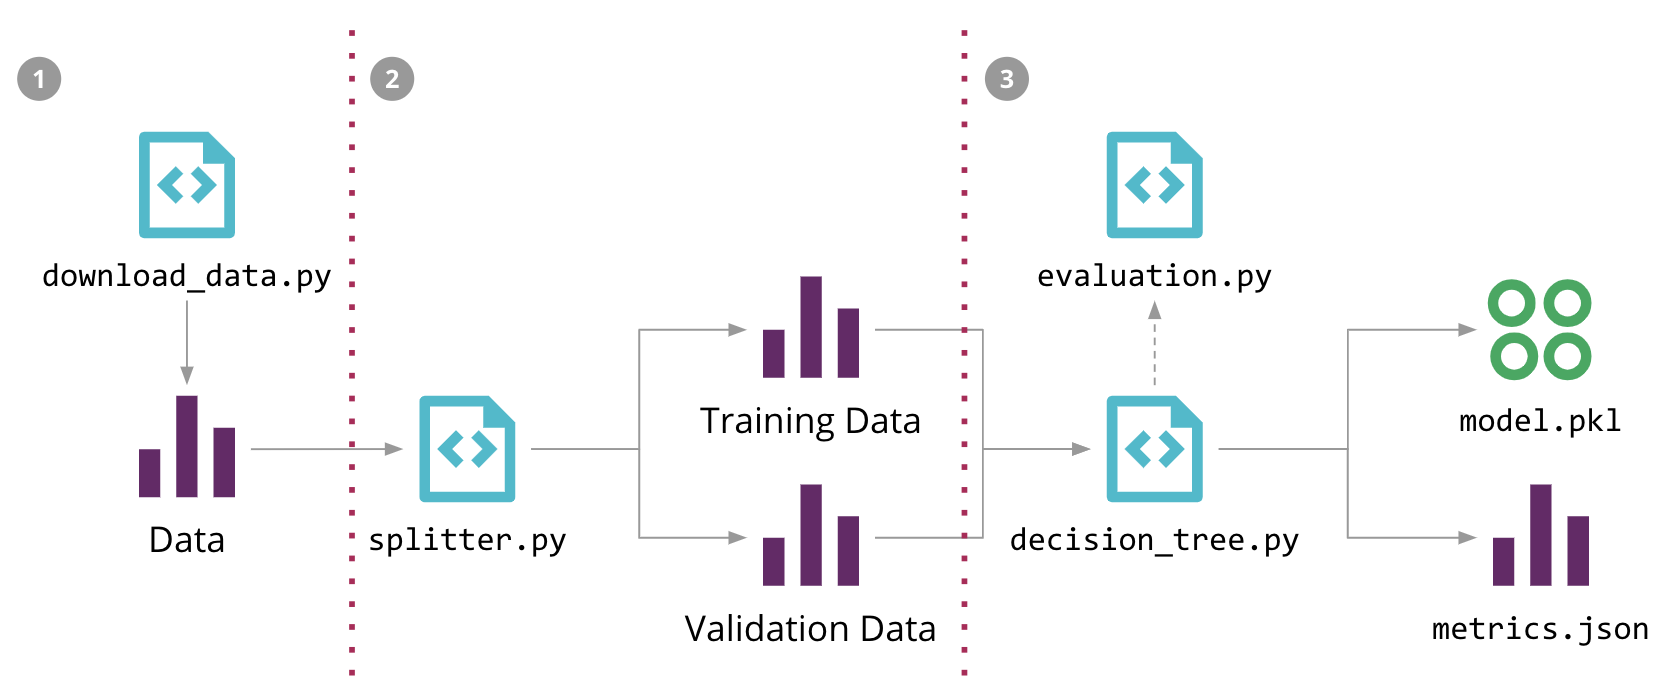 1
2
3
download_data.py
evaluation.py
Training Data
model.pkl
Data
splitter.py
decision_tree.py
Validation Data
metrics.json